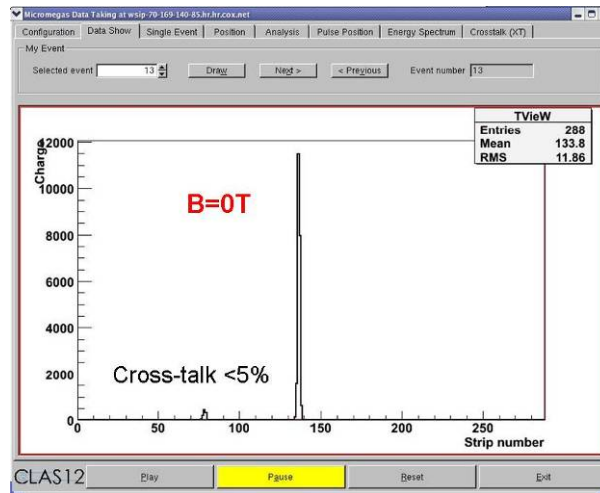 Micromegas Data Taking at wsip-70-169-140-85.hr.hr.cox.net
Configuration Data Show Single Event Position Analysis Pulse Position Energy Spectrum Crosstalk (XT)
My Event
Selected event 13 Draw Next > < Previous Event number 13
TVieW
Entries 288
Mean 133.8
RMS 11.86
Charge
12000
10000
8000
6000
4000
2000
0
B=0T
Cross-talk <5%
0 50 100 150 200 250
Strip number
CLAS12 Play Pause Reset Exit